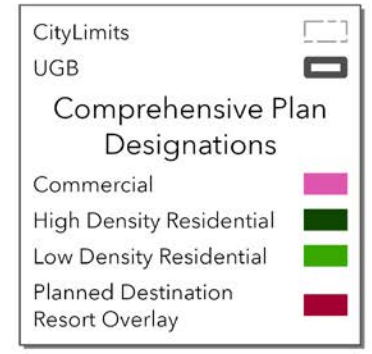 CityLimits
UGB
Comprehensive Plan
Designations
Commercial
High Density Residential
Low Density Residential
Planned Destination
Resort Overlay